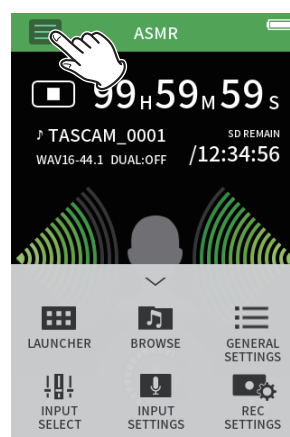 ASMR
99H59M59s
♪ TASCAM_0001
SD REMAIN
WAV16-44.1 DUAL:OFF
/12:34:56
LAUNCHER
BROWSE
GENERAL
SETTINGS
INPUT
SELECT
INPUT
SETTINGS
REC
SETTINGS